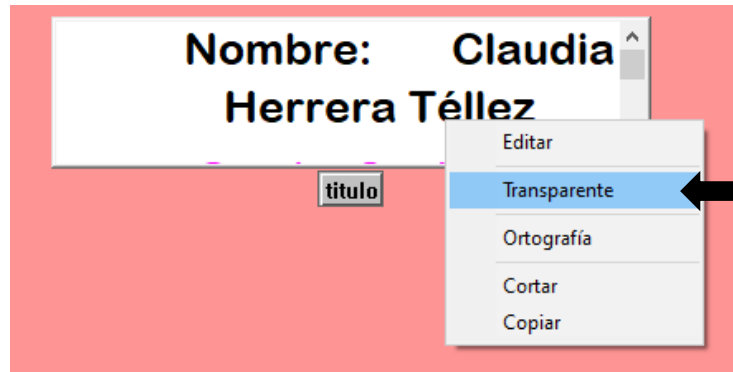 Nombre: Claudia
Herrera Téllez
titulo
Editar
Transparente
Ortografía
Cortar
Copiar